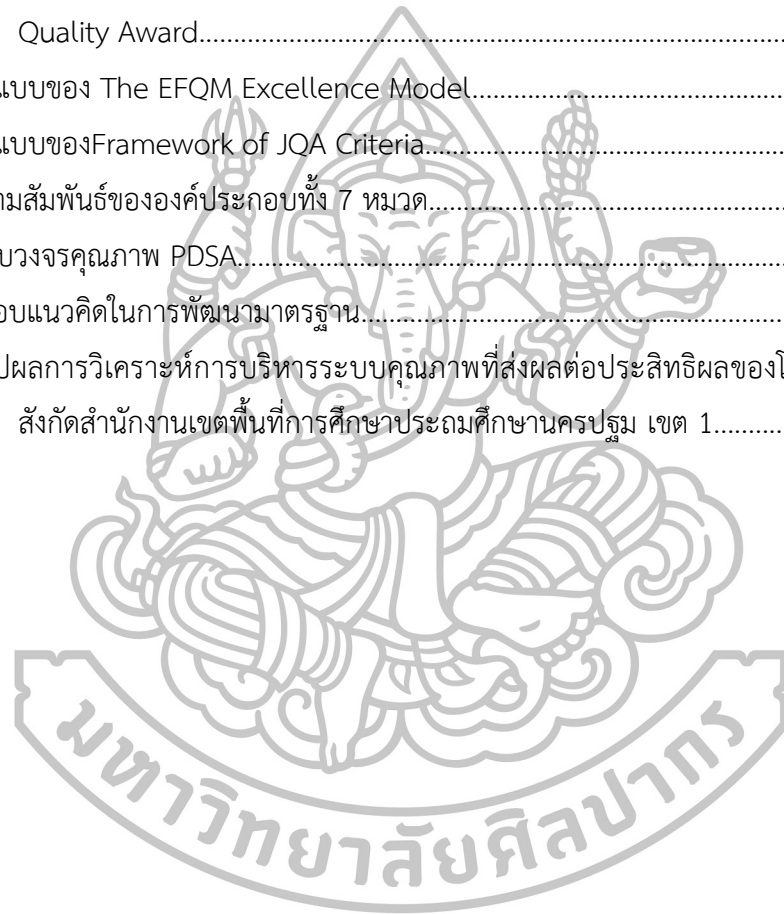 Quality Award..........................................................................................
แบบของ The EFQM Excellence Model................................................
แบบของFramework of JQA Criteria.......................................................
ามสัมพันธ์ขององค์ประกอบทั้ง 7 หมวด.......................................................
บวงจรคุณภาพ PDSA...................................................................................
อบแนวคิดในการพัฒนามาตรฐาน.................................................................
ปผลการวิเคราะห์การบริหารระบบคุณภาพที่ส่งผลต่อประสิทธิผลของโ
สังกัดสำนักงานเขตพื้นที่การศึกษาประถมศึกษานครปฐม เขต 1...........
มหาวิทยาลัยศิลปากร